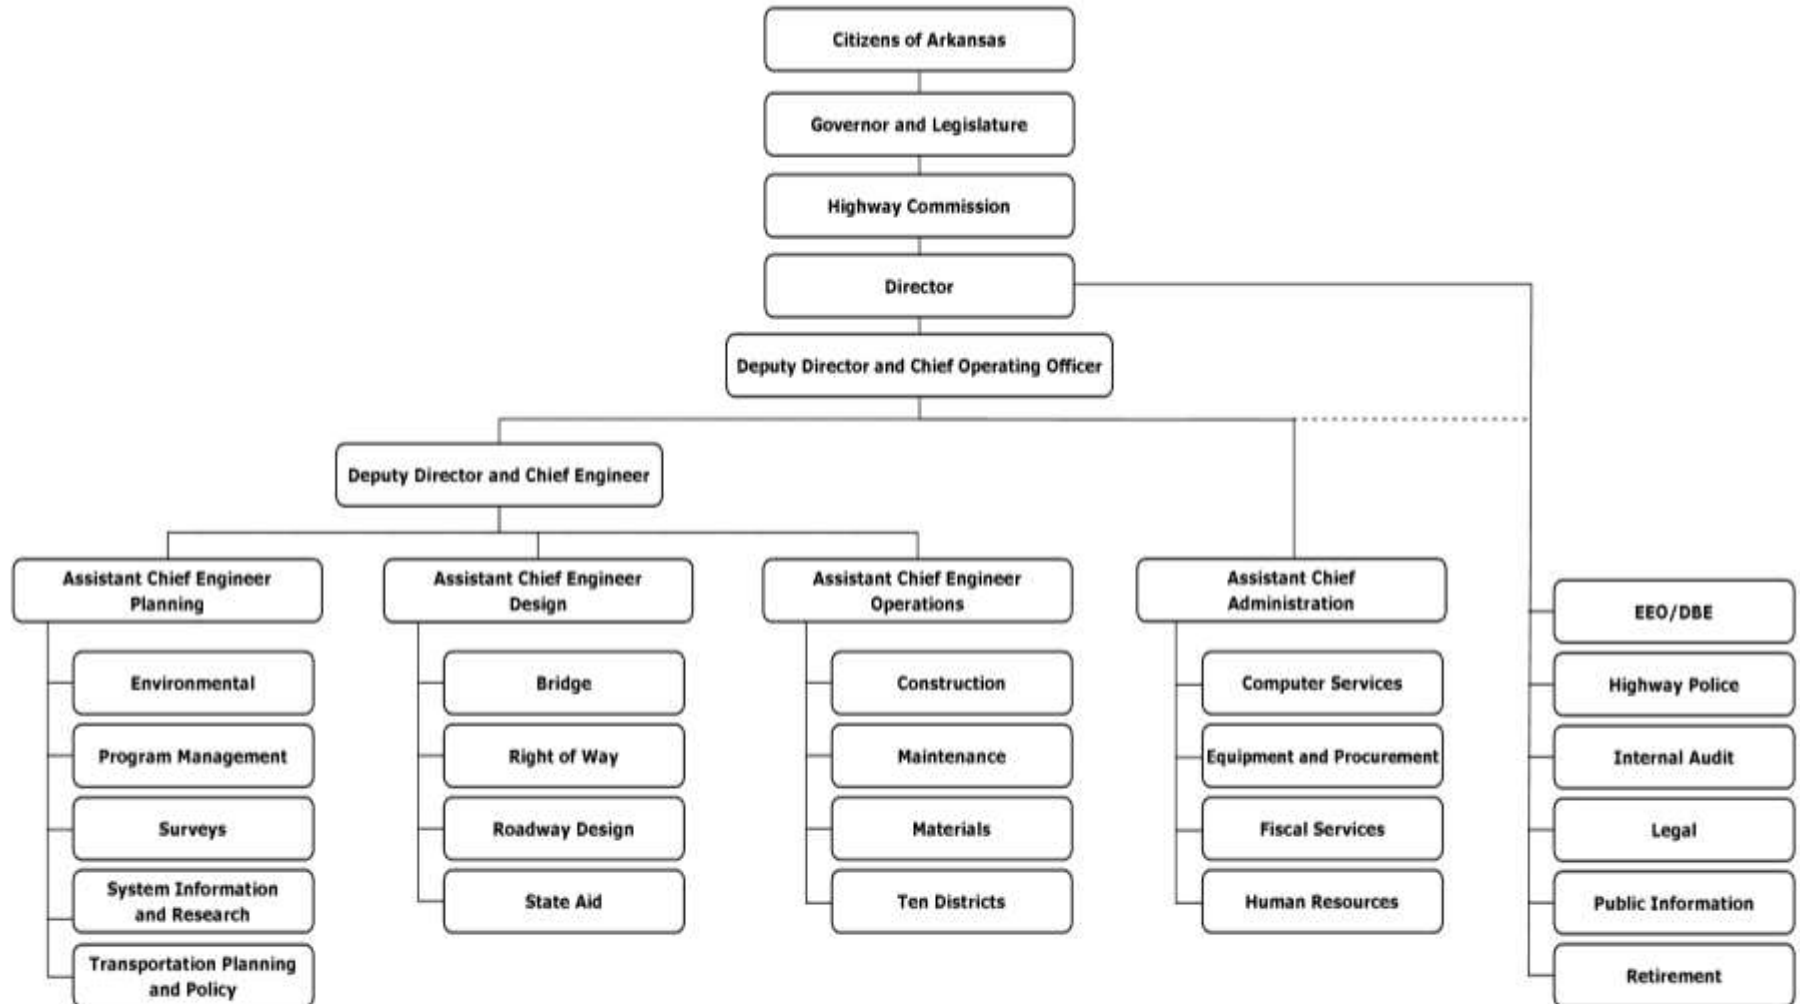 Citizens of Arkansas
Governor and Legislature
Highway Commission
Director
Deputy Director and Chief Operating Officer
Deputy Director and Chief Engineer
Assistant Chief Engineer
Planning
Environmental
Program Management
Surveys
System Information
and Research
Transportation Planning
and Policy
Assistant Chief Engineer
Design
Bridge
Right of Way
Roadway Design
State Aid
Assistant Chief Engineer
Operations
Construction
Maintenance
Materials
Ten Districts
Assistant Chief
Administration
Computer Services
Equipment and Procurement
Fiscal Services
Human Resources
EEO/DBE
Highway Police
Internal Audit
Legal
Public Information
Retirement